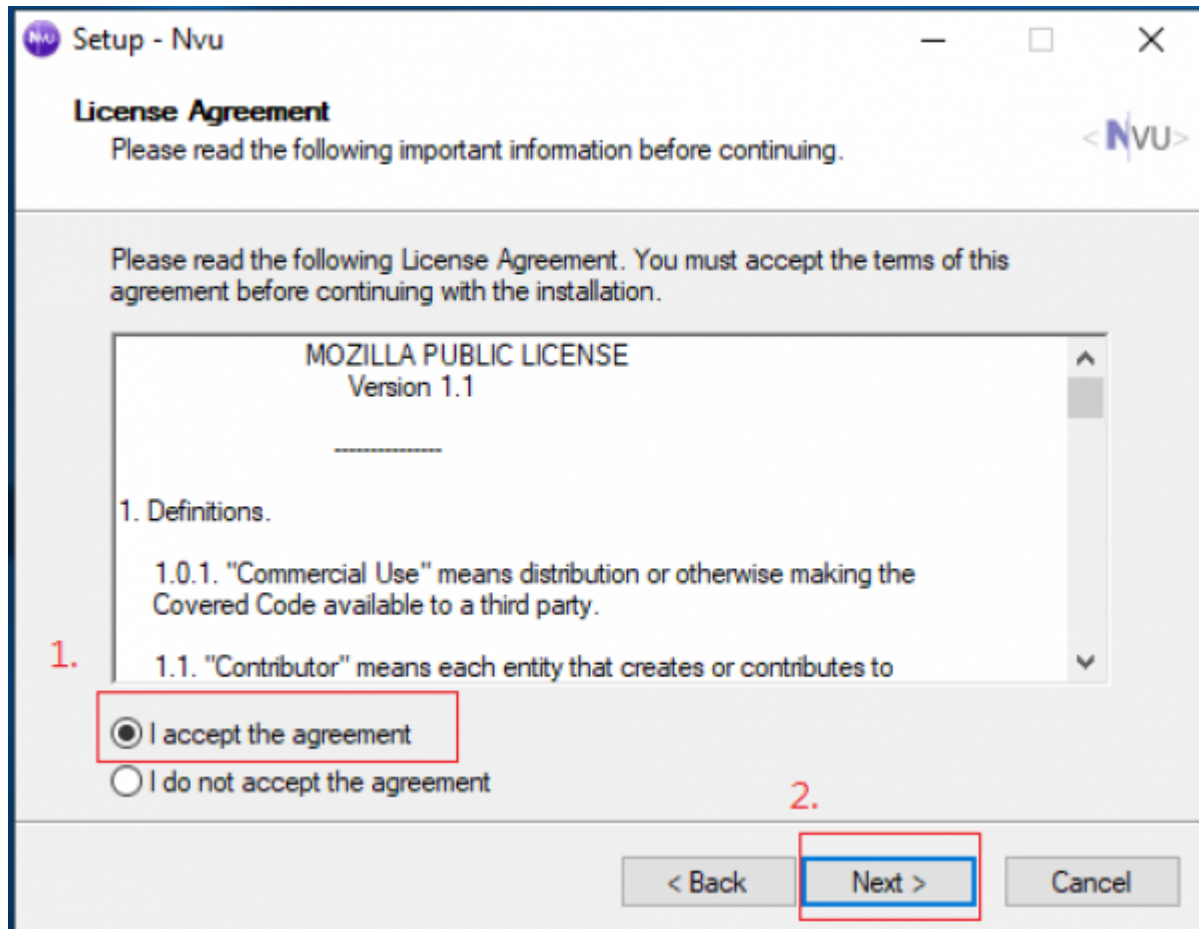 Nvu Setup - Nvu
License Agreement
Please read the following important information before continuing.
<NVU>
Please read the following License Agreement. You must accept the terms of this
agreement before continuing with the installation.
MOZILLA PUBLIC LICENSE
Version 1.1
---------------
1. Definitions.
1.0.1. "Commercial Use" means distribution or otherwise making the
Covered Code available to a third party.
1.1. "Contributor" means each entity that creates or contributes to
1.
I accept the agreement
I do not accept the agreement
2.
< Back
Next >
Cancel